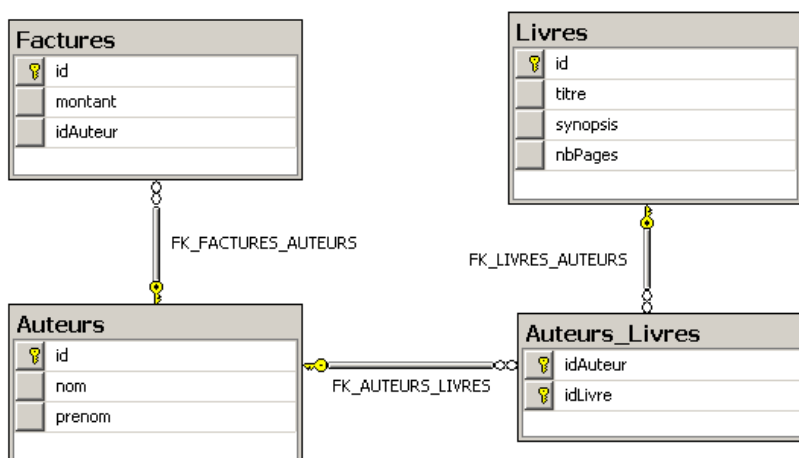 Factures
id
montant
idAuteur
Livres
id
titre
synopsis
nbPages
FK_FACTURES_AUTEURS
FK_LIVRES_AUTEURS
Auteurs
id
nom
prenom
FK_AUTEURS_LIVRES
Auteurs_Livres
idAuteur
idLivre